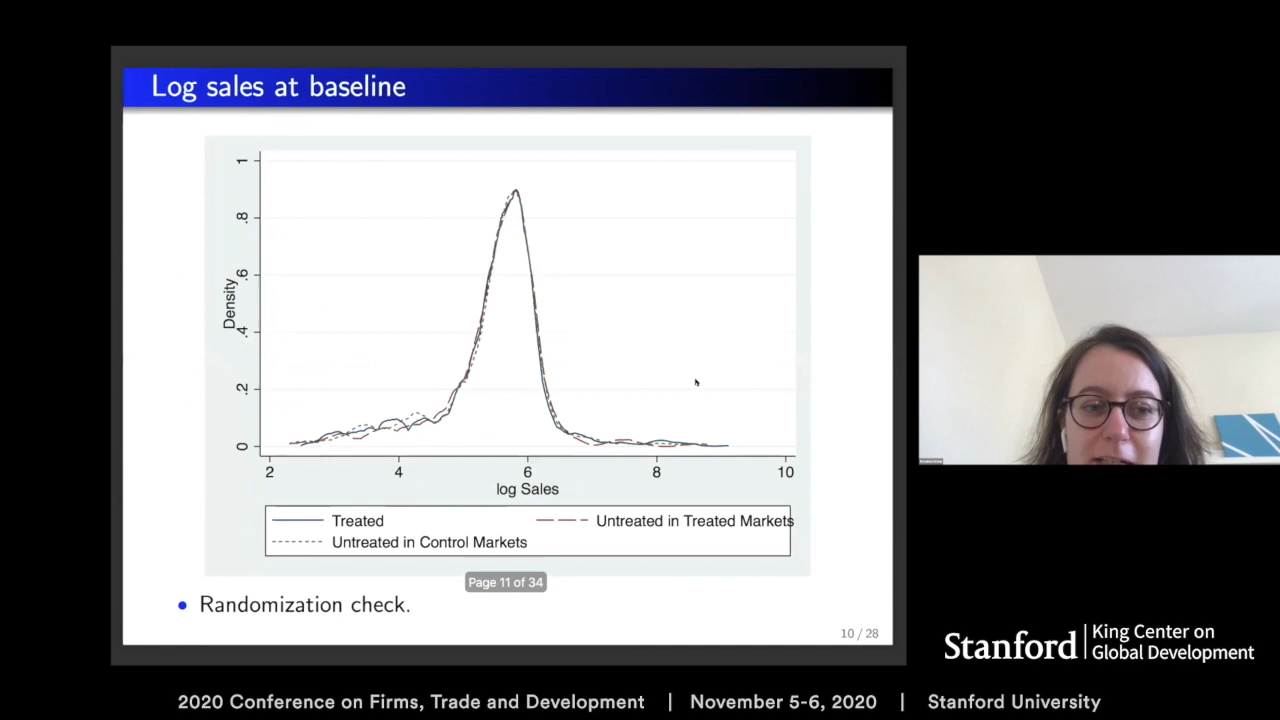 Log sales at baseline
1
.8
.6
.4
.2
0
Density
2 4 6 8 10
log Sales
Treated
Untreated in Treated Markets
Untreated in Control Markets
Page 11 of 34
Randomization check.
10 / 28
Stanford
King Center on
Global Development
2020 Conference on Firms, Trade and Development | November 5-6, 2020 | Stanford University